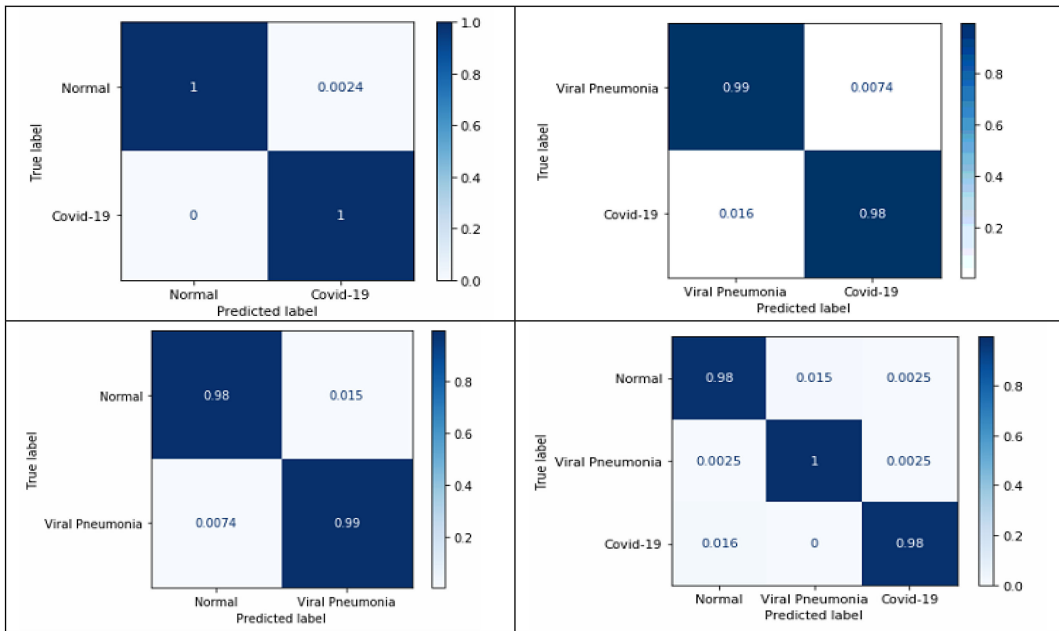 1.0
Normal 1 0.0024 0.8
0.6
True label
0.4
Covid-19 0 1 0.2
0.0
Normal Covid-19
Predicted label
0.8
Viral Pneumonia 0.99 0.0074
0.6
True label
0.4
Covid-19 0.016 0.98
0.2
Viral Pneumonia Covid-19
Predicted label
0.8
Normal 0.98 0.015
0.6
True label
0.4
Viral Pneumonia 0.0074 0.99
0.2
Normal Viral Pneumonia
Predicted label
Normal 0.98 0.015 0.0025
0.8
0.6
True label
Viral Pneumonia 0.0025 1 0.0025
0.4
0.2
Covid-19 0.016 0 0.98
0.0
Normal Viral Pneumonia Covid-19
Predicted label